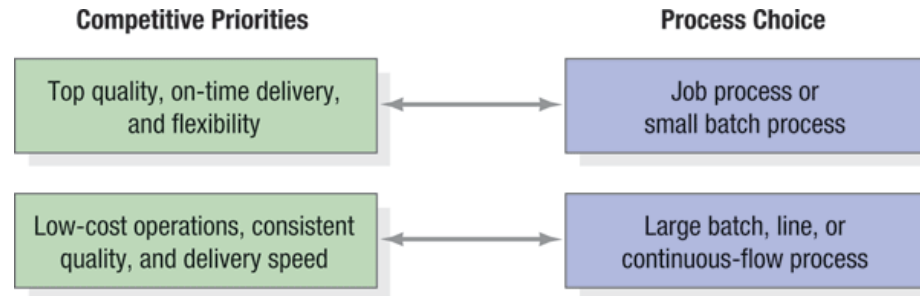 Competitive Priorities
Process Choice
Top quality, on-time delivery,
and flexibility
Job process or
small batch process
Low-cost operations, consistent
quality, and delivery speed
Large batch, line, or
continuous-flow process